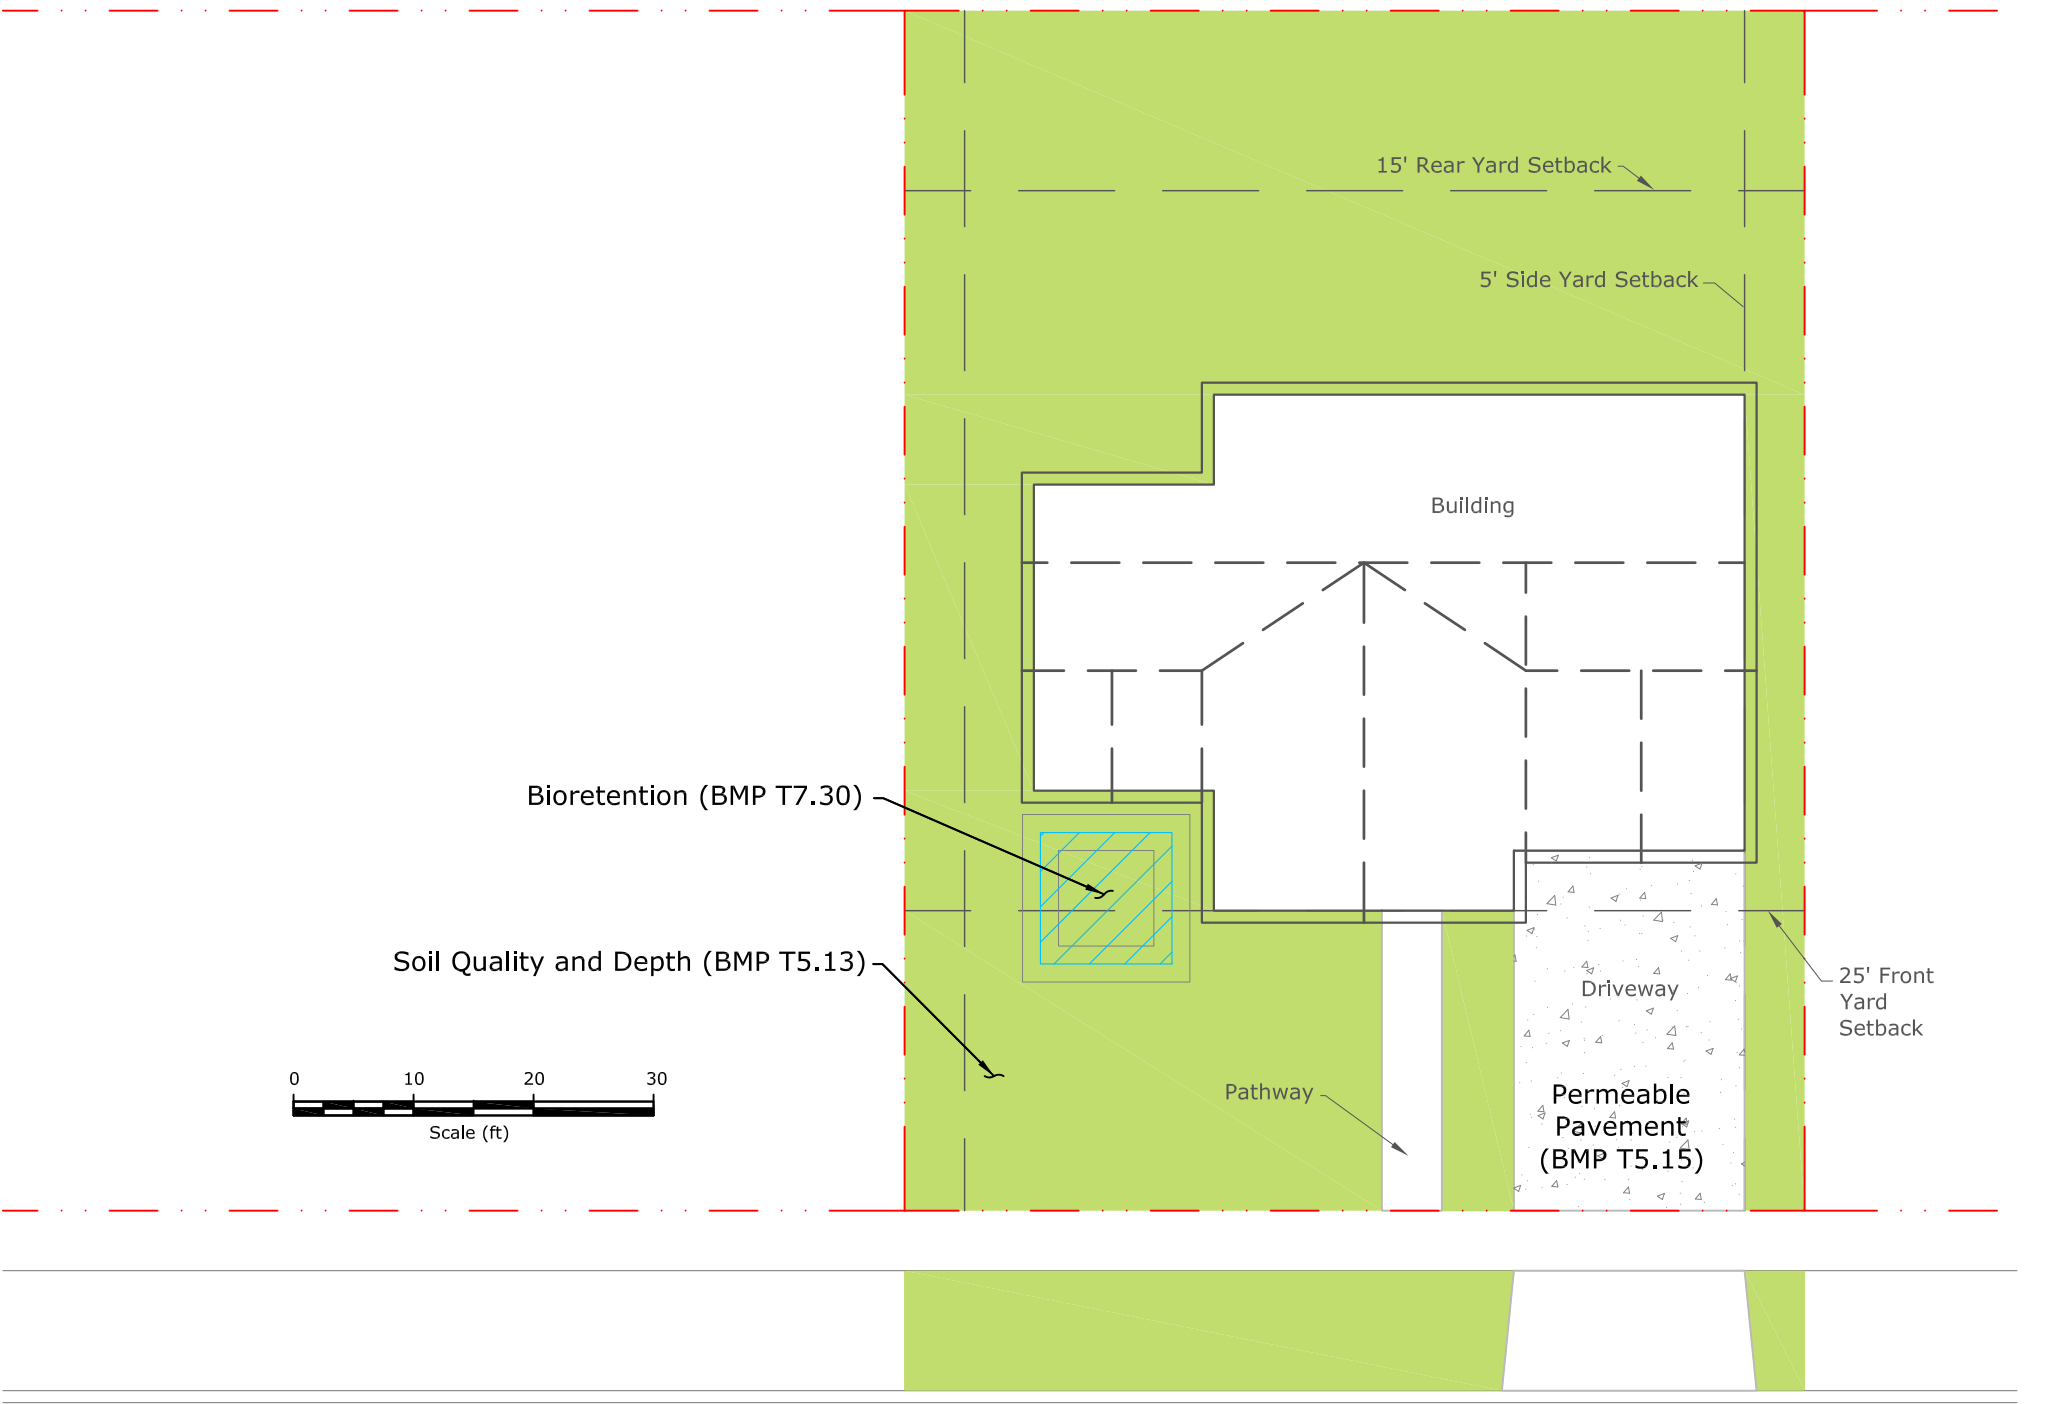 15' Rear Yard Setback
5' Side Yard Setback
Building
Bioretention (BMP T7.30)
Soil Quality and Depth (BMP T5.13)
25' Front
Yard
Setback
Driveway
0 10 20 30
Scale (ft)
Pathway
Permeable
Pavement
(BMP T5.15)